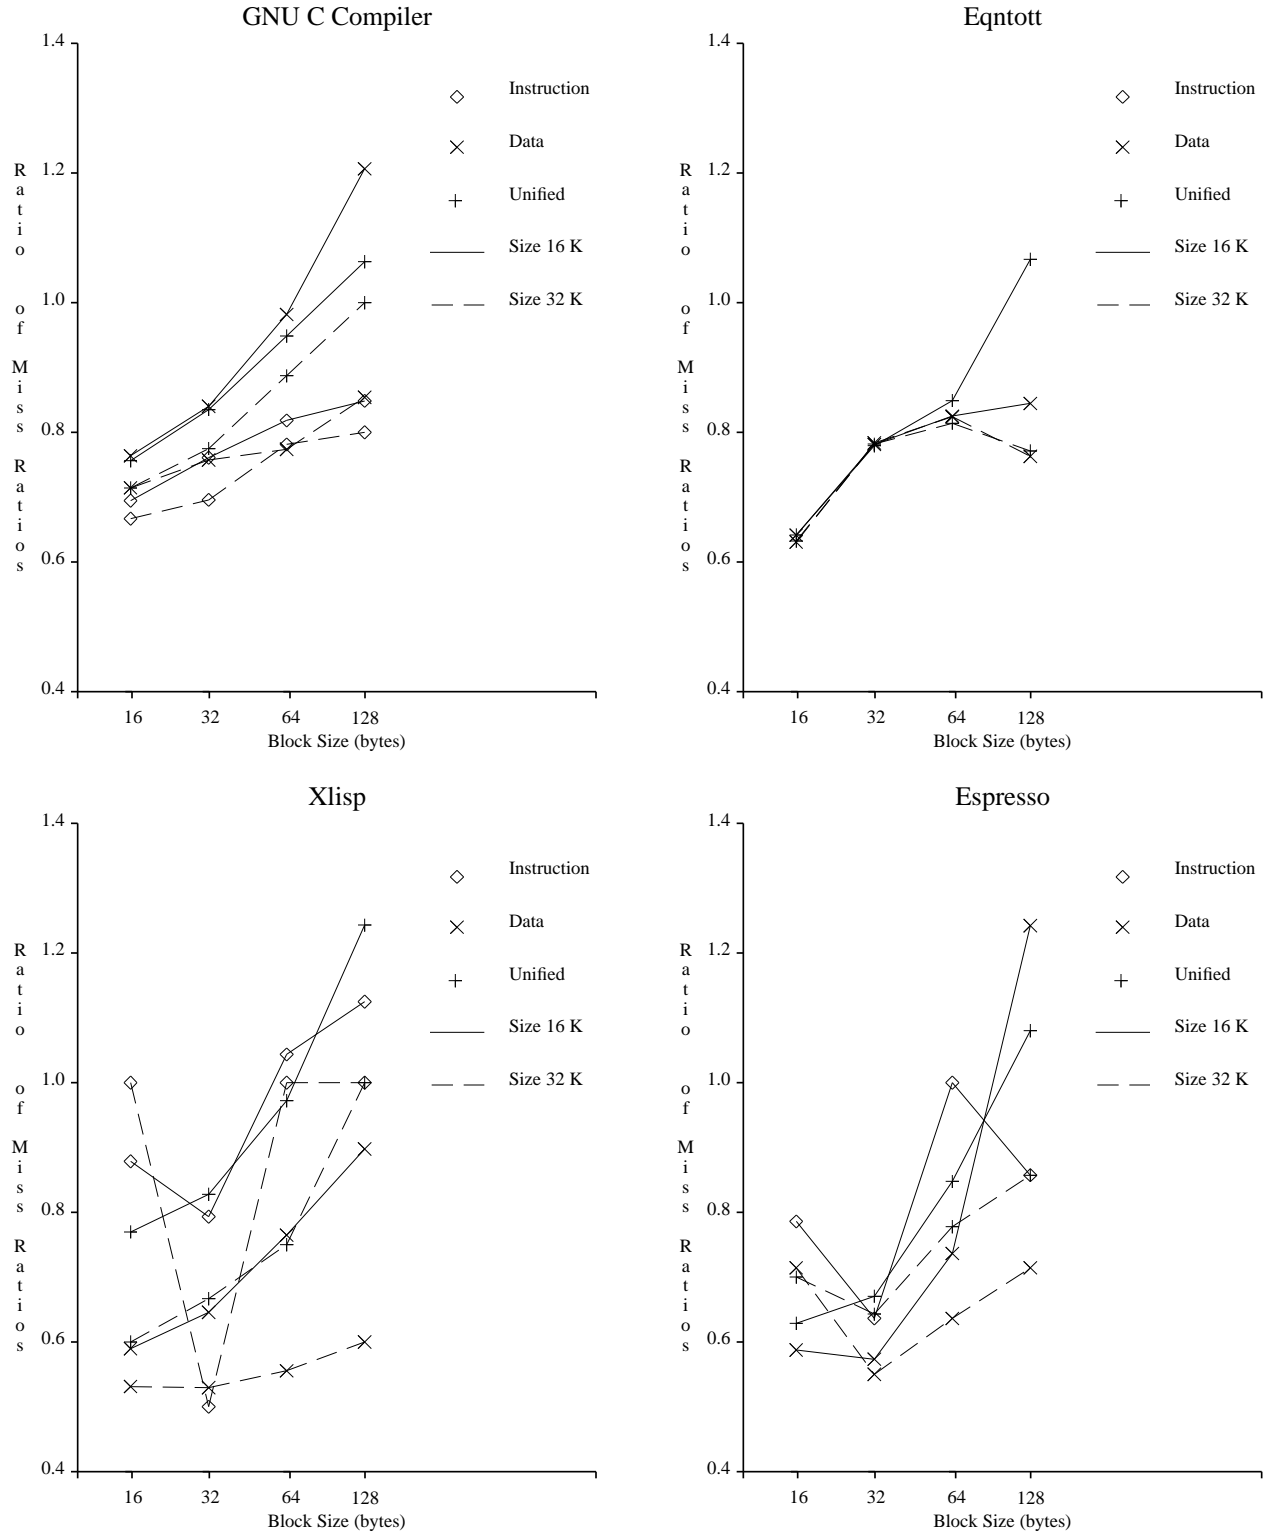 GNU C Compiler
1.4
1.2
1.0
0.8
0.6
0.4
Ratio of Miss Ratios
Instruction
Data
Unified
Size 16 K
Size 32 K
16 32 64 128
Block Size (bytes)
Eqntott
1.4
1.2
1.0
0.8
0.6
0.4
Ratio of Miss Ratios
Instruction
Data
Unified
Size 16 K
Size 32 K
16 32 64 128
Block Size (bytes)
Xlisp
1.4
1.2
1.0
0.8
0.6
0.4
Ratio of Miss Ratios
Instruction
Data
Unified
Size 16 K
Size 32 K
16 32 64 128
Block Size (bytes)
Espresso
1.4
1.2
1.0
0.8
0.6
0.4
Ratio of Miss Ratios
Instruction
Data
Unified
Size 16 K
Size 32 K
16 32 64 128
Block Size (bytes)